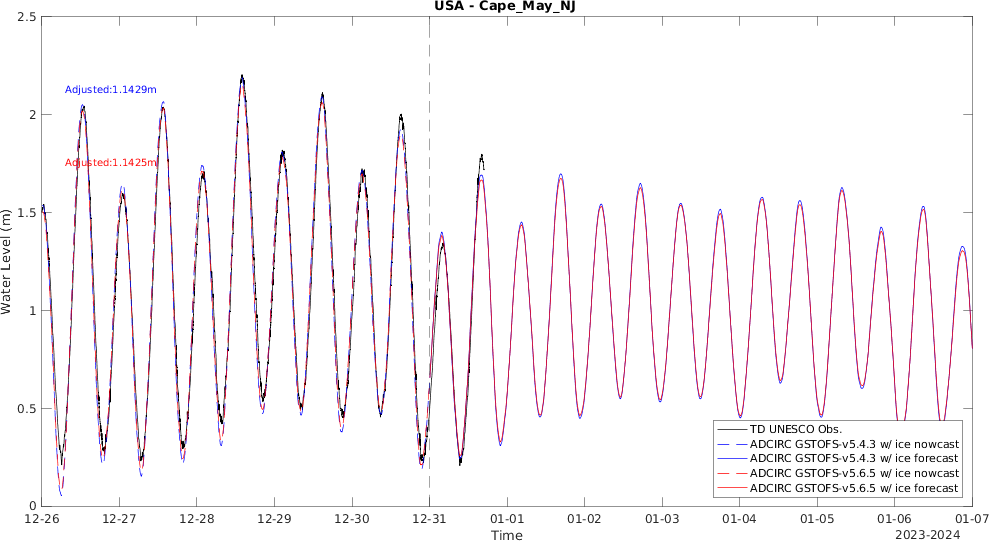 USA - Cape_May_NJ
2.5
2
1.5
1
0.5
0
Water Level (m)
Adjusted:1.1429m
Adjusted:1.1425m
TD UNESCO Obs.
ADCIRC GSTOFS-v5.4.3 w/ ice nowcast
ADCIRC GSTOFS-v5.4.3 w/ ice forecast
ADCIRC GSTOFS-v5.6.5 w/ ice nowcast
ADCIRC GSTOFS-v5.6.5 w/ ice forecast
12-26 12-27 12-28 12-29 12-30 12-31 01-01 01-02 01-03 01-04 01-05 01-06 01-07
Time
2023-2024